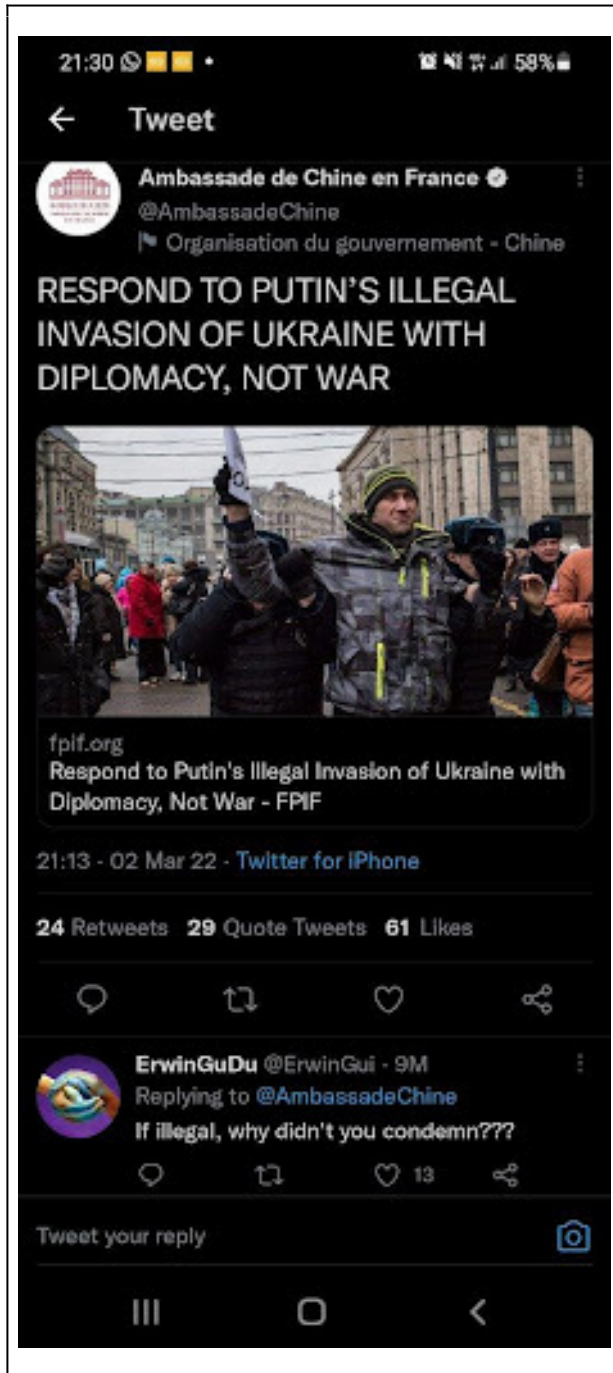 21:30 58%
Tweet
Ambassade de Chine en France
@AmbassadeChine
Organisation du gouvernement - Chine
RESPOND TO PUTIN’S ILLEGAL
INVASION OF UKRAINE WITH
DIPLOMACY, NOT WAR
fpif.org
Respond to Putin's Illegal Invasion of Ukraine with
Diplomacy, Not War - FPIF
21:13 - 02 Mar 22 - Twitter for iPhone
24 Retweets 29 Quote Tweets 61 Likes
ErwinGuDu @ErwinGui - 9M
Replying to @AmbassadeChine
If illegal, why didn't you condemn???
13
Tweet your reply